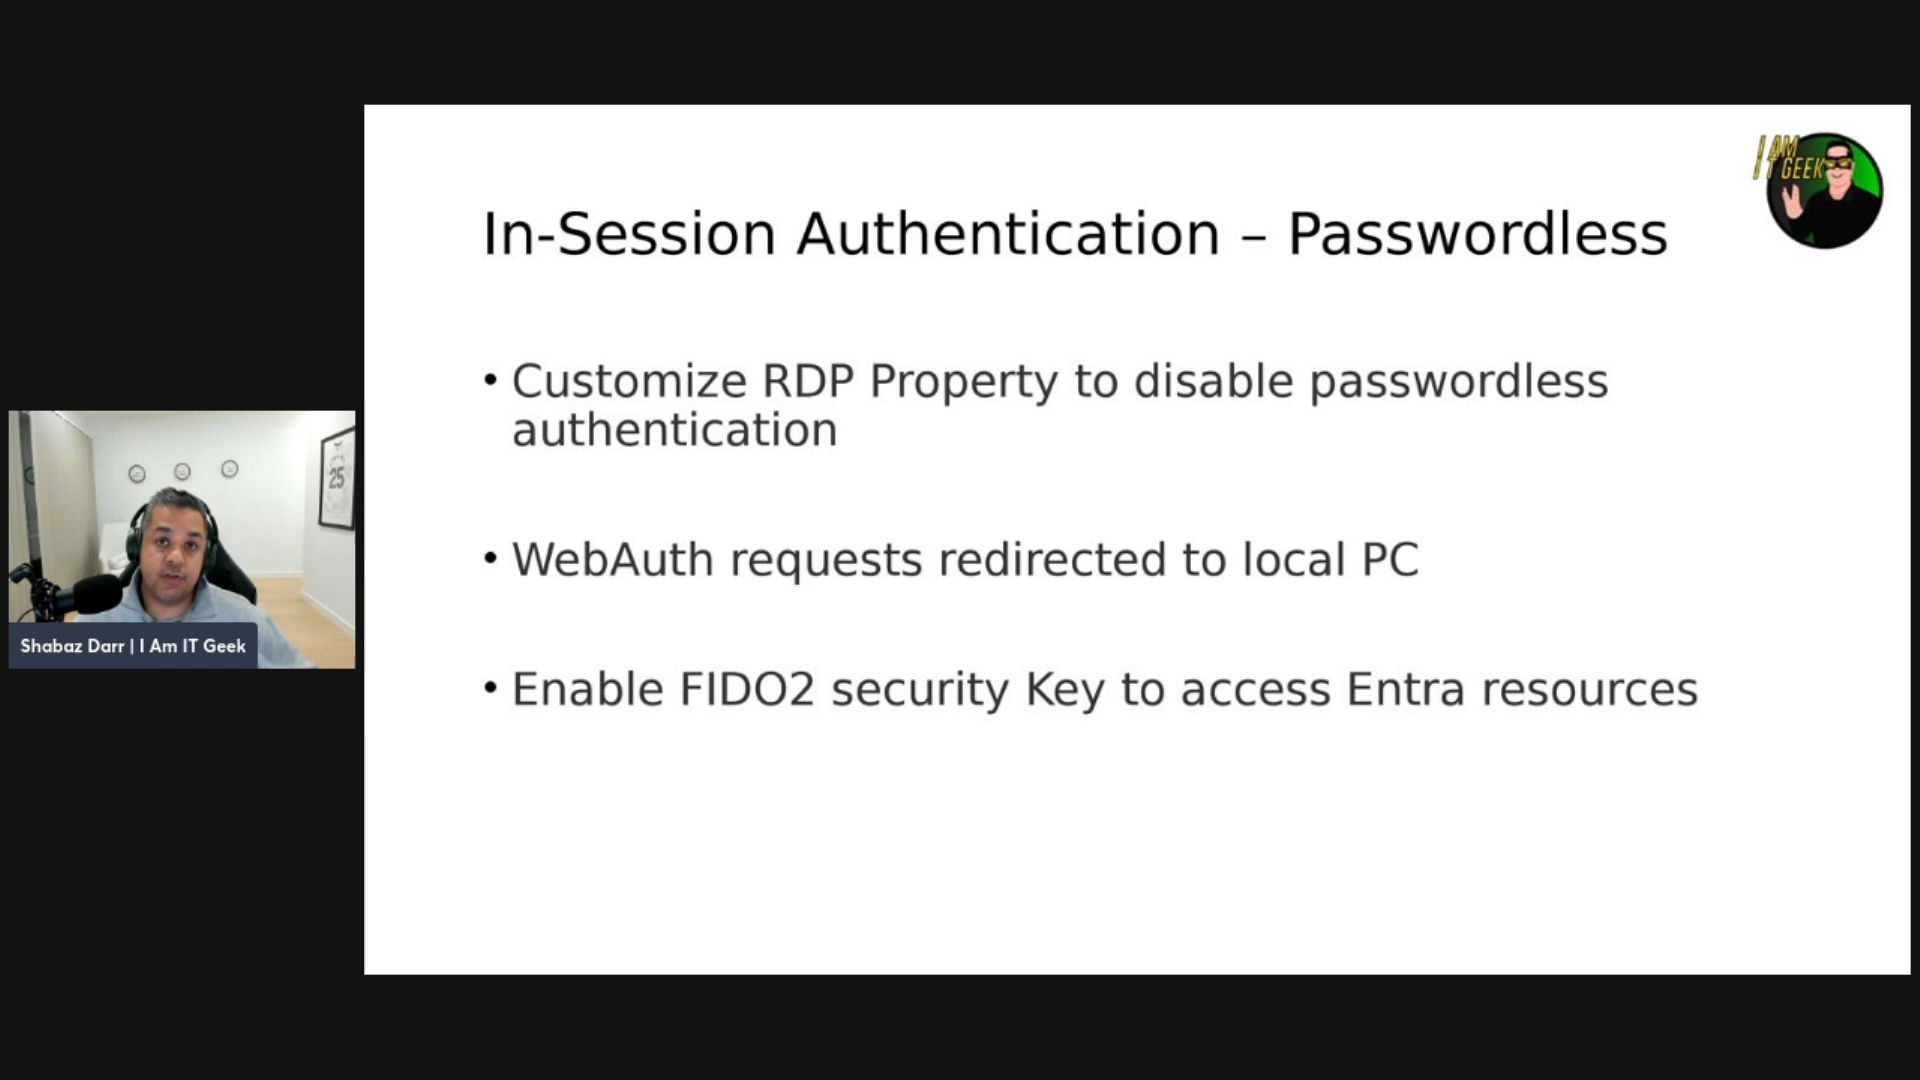 I AM
IT GEEK
In-Session Authentication – Passwordless
• Customize RDP Property to disable passwordless
authentication
• WebAuth requests redirected to local PC
• Enable FIDO2 security Key to access Entra resources
25
Shabaz Darr | I Am IT Geek